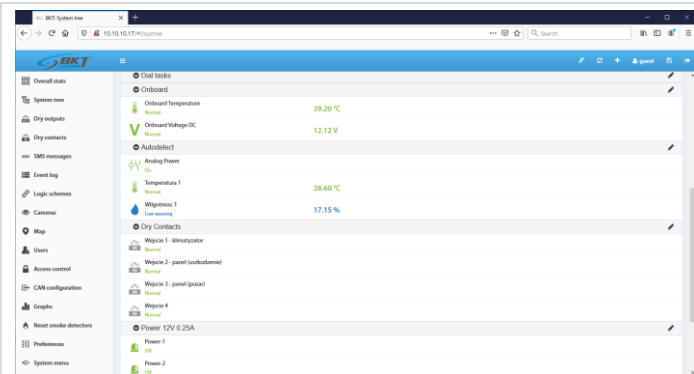 BKT: System tree
10.10.10.17/#!/systree
Search
BKT
guest
Overall stats
System tree
Dry outputs
Dry contacts
SMS messages
Event log
Logic schemes
Cameras
Map
Users
Access control
CAN configuration
Graphs
Reset smoke detectors
Preferences
System menu
Dial tasks
Onboard
Onboard Temperature
Normal
29.20 °C
Onboard Voltage DC
Normal
12.12 V
Autodetect
Analog Power
On
Temperatura 1
Normal
28.60 °C
Wilgotnosc 1
Low warning
17.15 %
Dry Contacts
Wejscie 1 - klimatyzator
Normal
Wejscie 2 - panel (uszkodzenie)
Normal
Wejscie 3 - panel (pozar)
Normal
Wejscie 4
Normal
Power 12V 0.25A
Power-1
Off
Power-2
Off